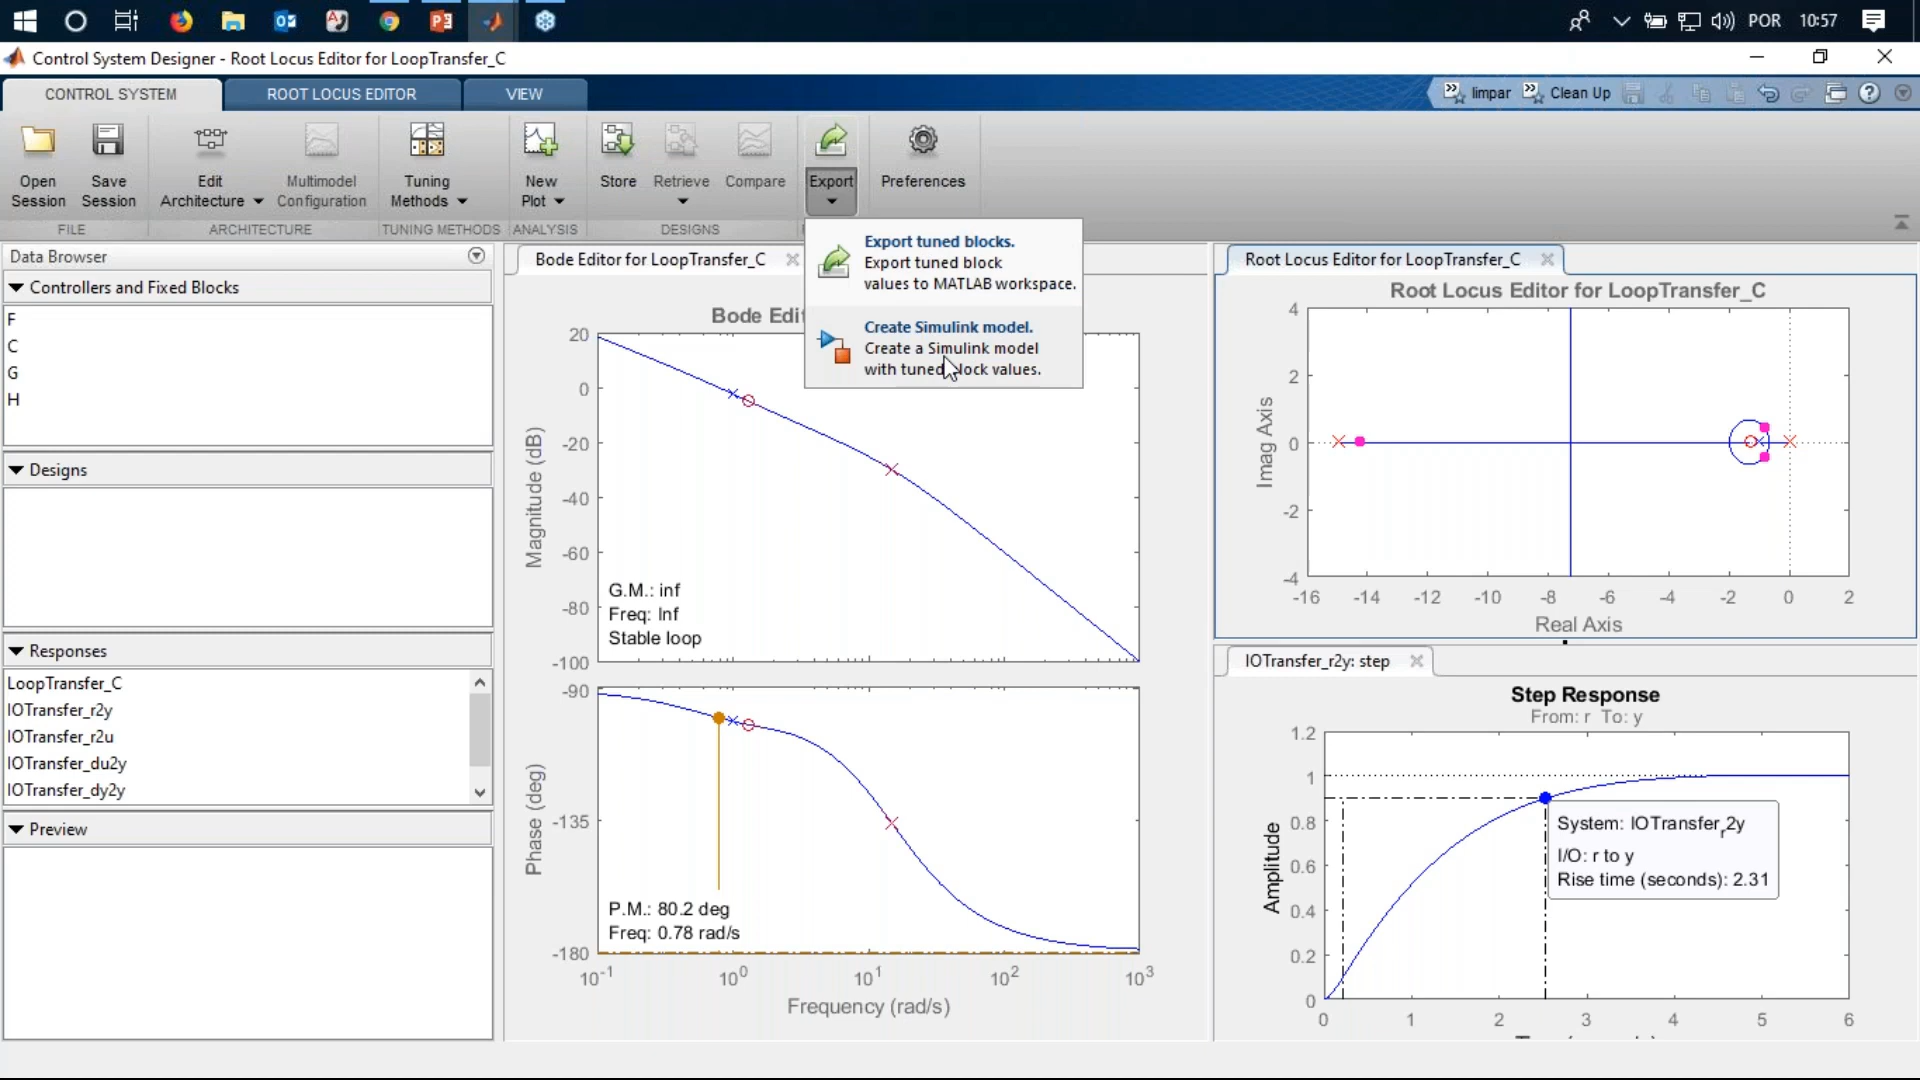 POR 10:57
Control System Designer - Root Locus Editor for LoopTransfer_C
CONTROL SYSTEM
ROOT LOCUS EDITOR
VIEW
limpar
Clean Up
Open
Session
Save
Session
Edit
Architecture
Multimodel
Configuration
Tuning
Methods
New
Plot
Store
Retrieve
Compare
Export
Preferences
FILE
ARCHITECTURE
TUNING METHODS
ANALYSIS
DESIGNS
Export tuned blocks.
Export tuned block
values to MATLAB workspace.
Create Simulink model.
Create a Simulink model
with tuned block values.
Data Browser
Controllers and Fixed Blocks
F
C
G
H
Designs
Responses
LoopTransfer_C
IOTransfer_r2y
IOTransfer_r2u
IOTransfer_du2y
IOTransfer_dy2y
Preview
Bode Editor for LoopTransfer_C
Bode Edi
20
0
-20
-40
-60
-80
-100
Magnitude (dB)
G.M.: inf
Freq: Inf
Stable loop
-90
-135
-180
Phase (deg)
P.M.: 80.2 deg
Freq: 0.78 rad/s
10-1
100
101
102
103
Frequency (rad/s)
Root Locus Editor for LoopTransfer_C
Root Locus Editor for LoopTransfer_C
4
2
0
-2
-4
Imag Axis
-16 -14 -12 -10 -8 -6 -4 -2 0 2
Real Axis
IOTransfer_r2y: step
Step Response
From: r To: y
1.2
1
0.8
0.6
0.4
0.2
0
Amplitude
System: IOTransferr2y
I/O: r to y
Rise time (seconds): 2.31
0 1 2 3 4 5 6